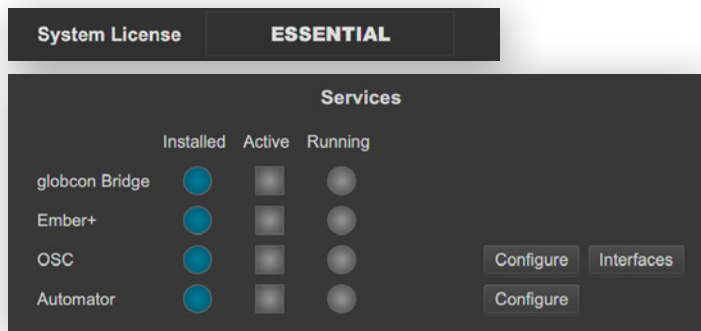 System License ESSENTIAL
Services
Installed Active Running
globcon Bridge
Ember+
OSC Configure Interfaces
Automator Configure